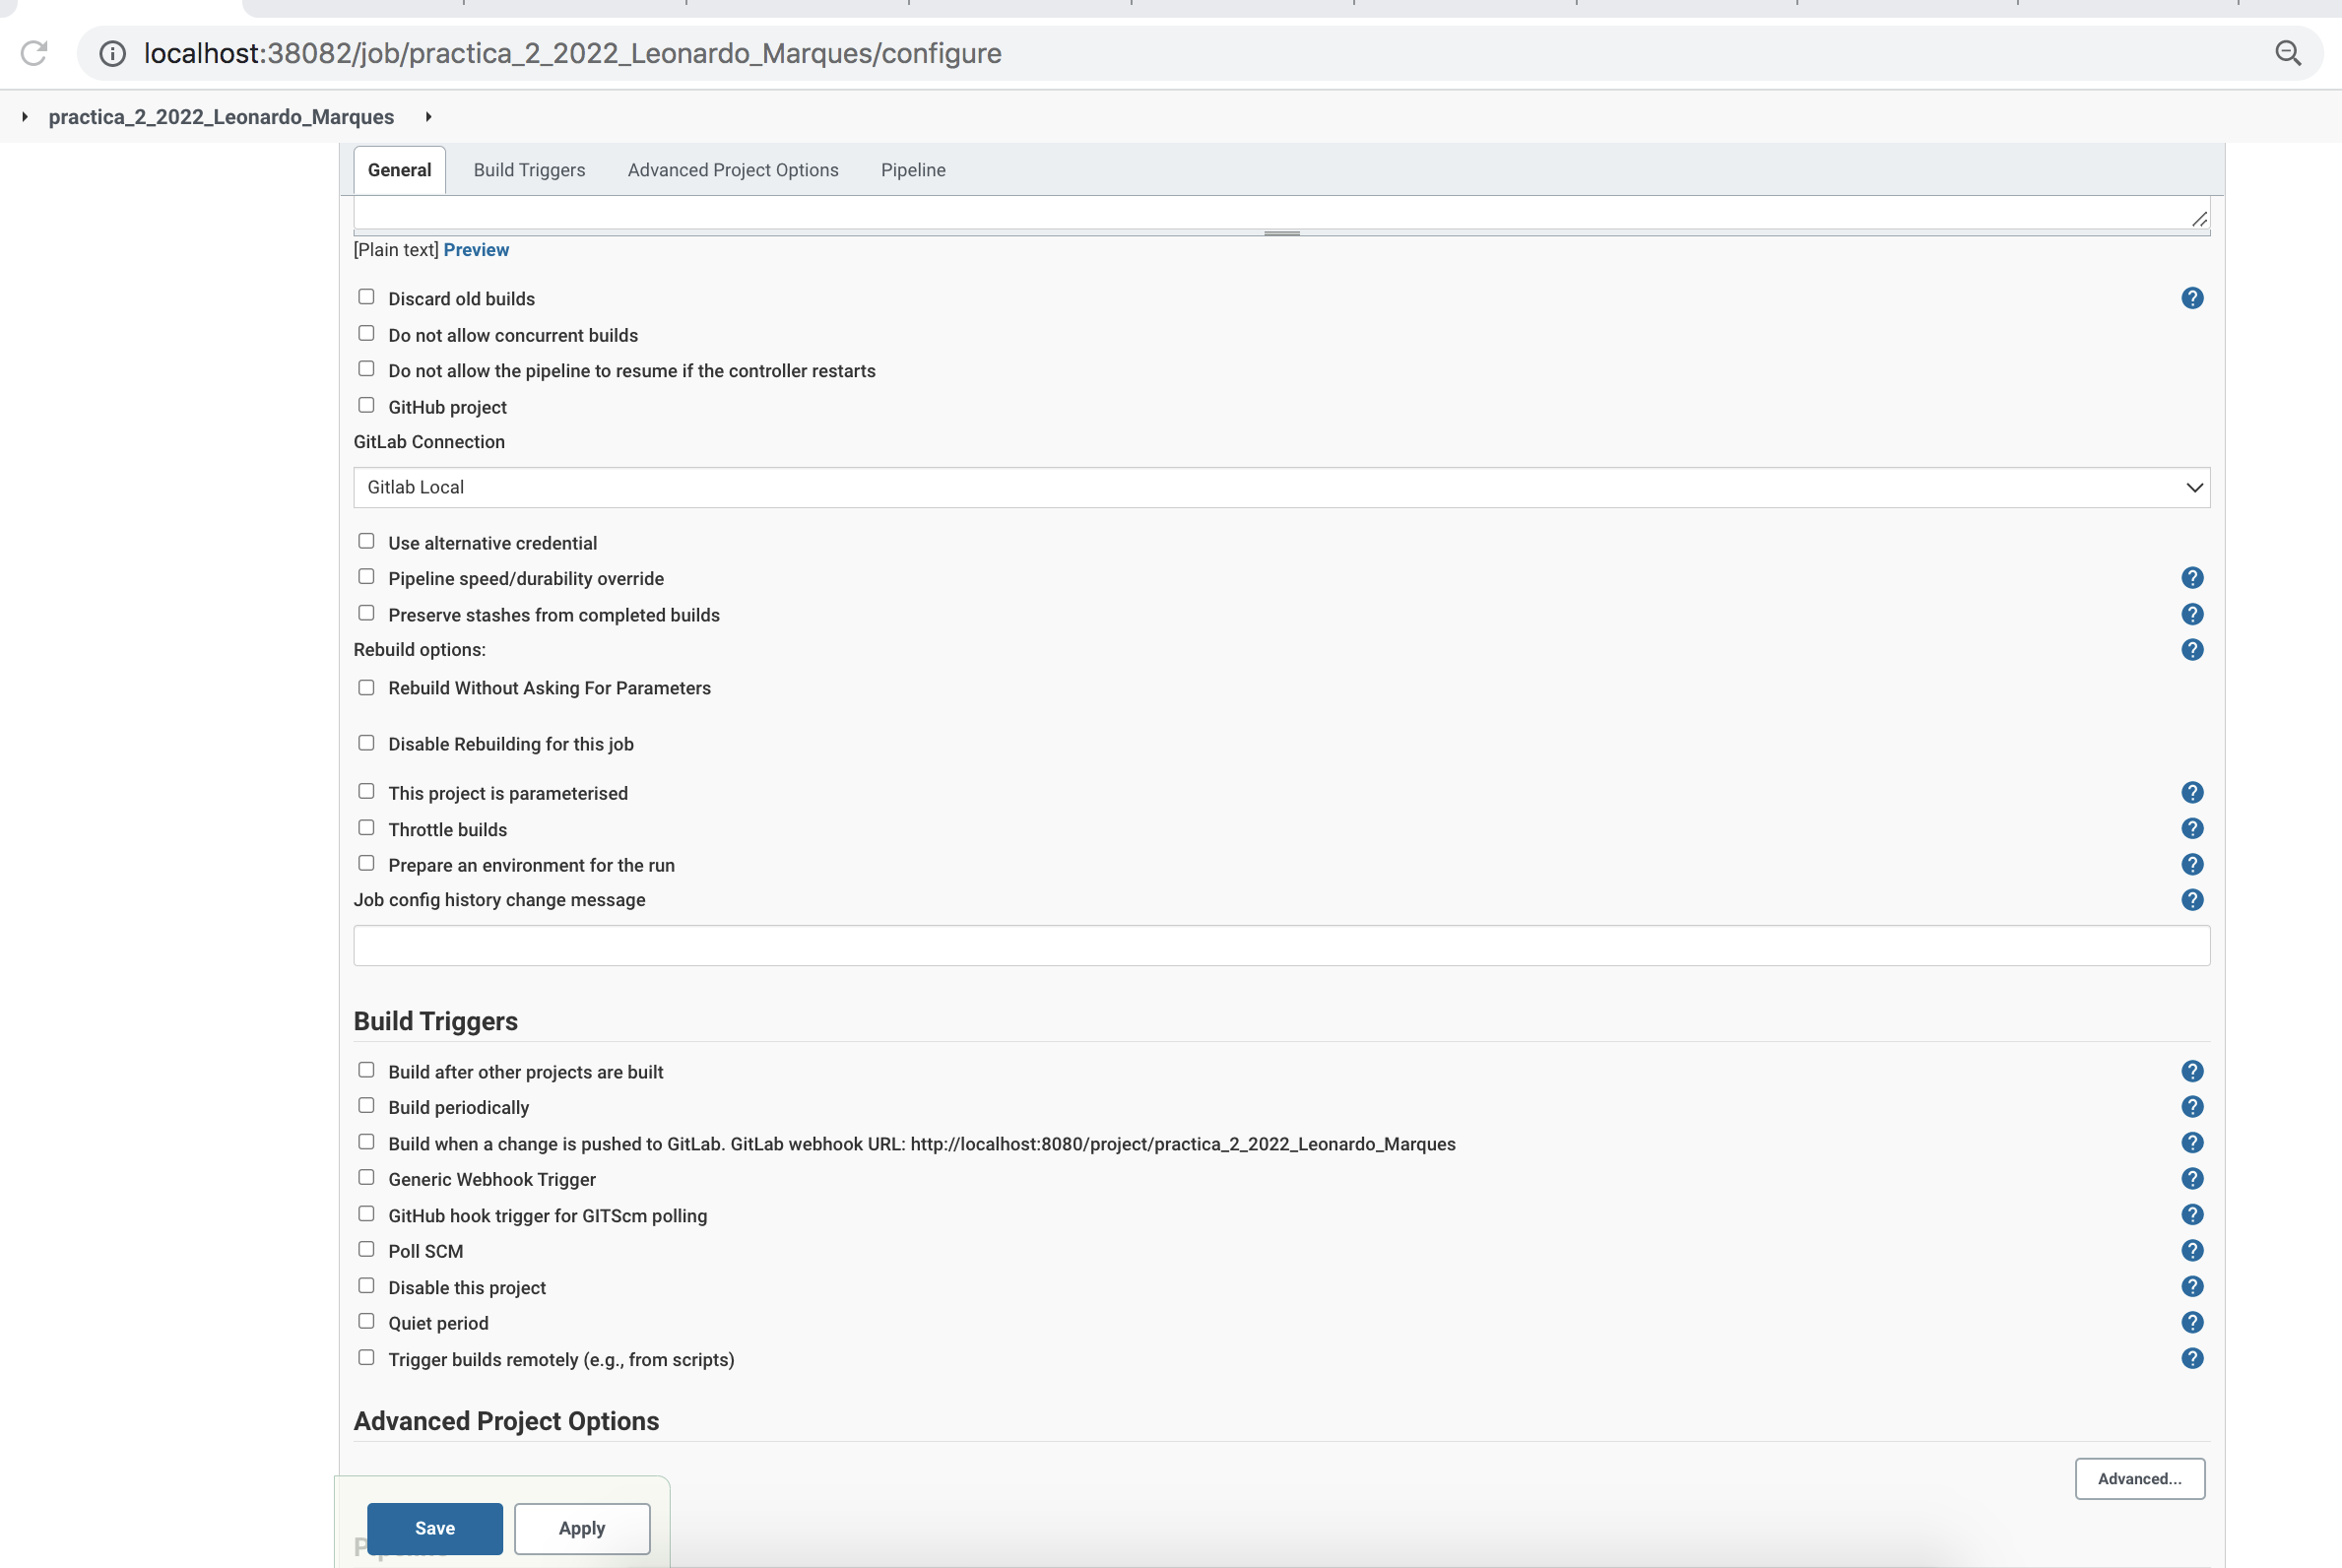 localhost:38082/job/practica_2_2022_Leonardo_Marques/configure
practica_2_2022_Leonardo_Marques
General Build Triggers Advanced Project Options Pipeline
[Plain text] Preview
Discard old builds
Do not allow concurrent builds
Do not allow the pipeline to resume if the controller restarts
GitHub project
GitLab Connection
Gitlab Local
Use alternative credential
Pipeline speed/durability override
Preserve stashes from completed builds
Rebuild options:
Rebuild Without Asking For Parameters
Disable Rebuilding for this job
This project is parameterised
Throttle builds
Prepare an environment for the run
Job config history change message
Build Triggers
Build after other projects are built
Build periodically
Build when a change is pushed to GitLab. GitLab webhook URL: http://localhost:8080/project/practica_2_2022_Leonardo_Marques
Generic Webhook Trigger
GitHub hook trigger for GITScm polling
Poll SCM
Disable this project
Quiet period
Trigger builds remotely (e.g., from scripts)
Advanced Project Options
Advanced...
Save Apply